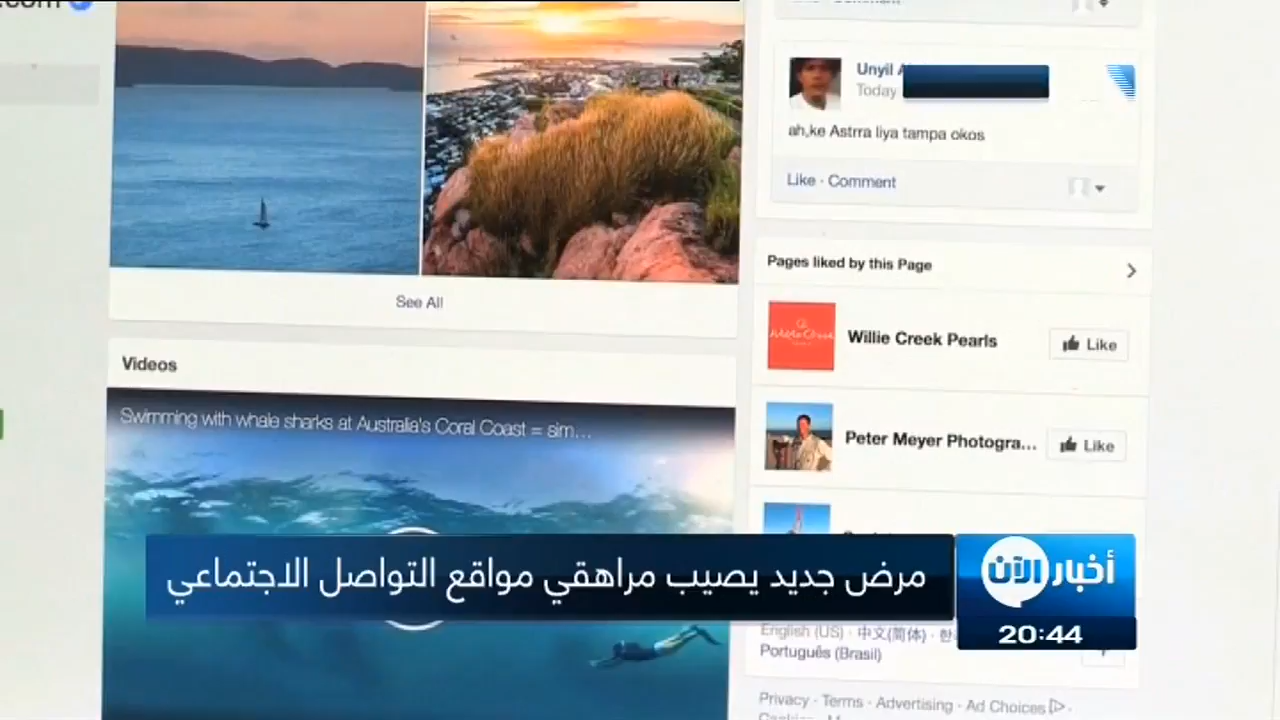 .com
Comment
Unyil
Today
ah,ke Astrra liya tampa okos
Like · Comment
Pages liked by this Page
See All
Willie Creek Pearls
Like
Videos
Swimming with whale sharks at Australia's Coral Coast = sim...
Peter Meyer Photogra...
Like
مرض جديد يصيب مراهقي مواقع التواصل الاجتماعي
أخبار الآن
20:44
English (US) · 中文(简体) · 한
Português (Brasil)
Privacy · Terms · Advertising · Ad Choices